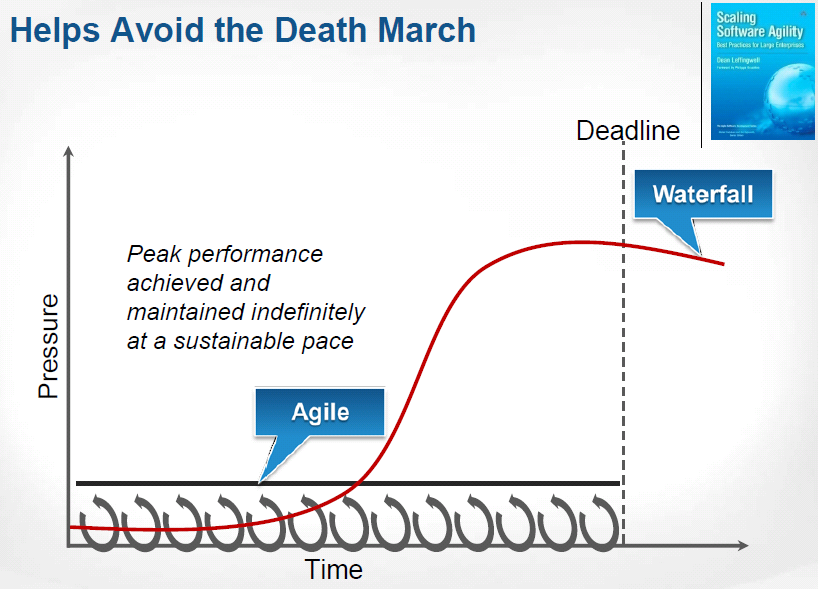 Helps Avoid the Death March
Scaling
Software Agility
Best Practices for Large Enterprises
Dean Leffingwell
Deadline
Waterfall
Peak performance
achieved and
maintained indefinitely
at a sustainable pace
Pressure
Agile
Time